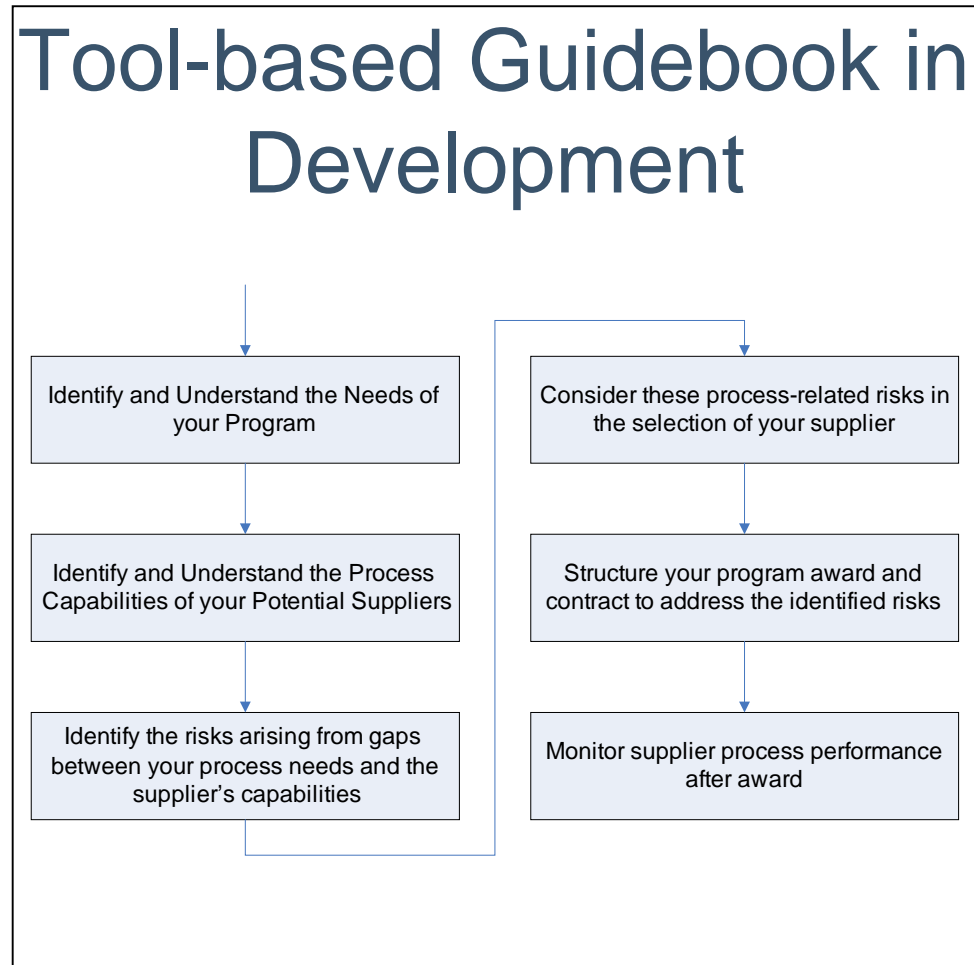 Tool-based Guidebook in
Development
Identify and Understand the Needs of
your Program
Identify and Understand the Process
Capabilities of your Potential Suppliers
Identify the risks arising from gaps
between your process needs and the
supplier’s capabilities
Consider these process-related risks in
the selection of your supplier
Structure your program award and
contract to address the identified risks
Monitor supplier process performance
after award